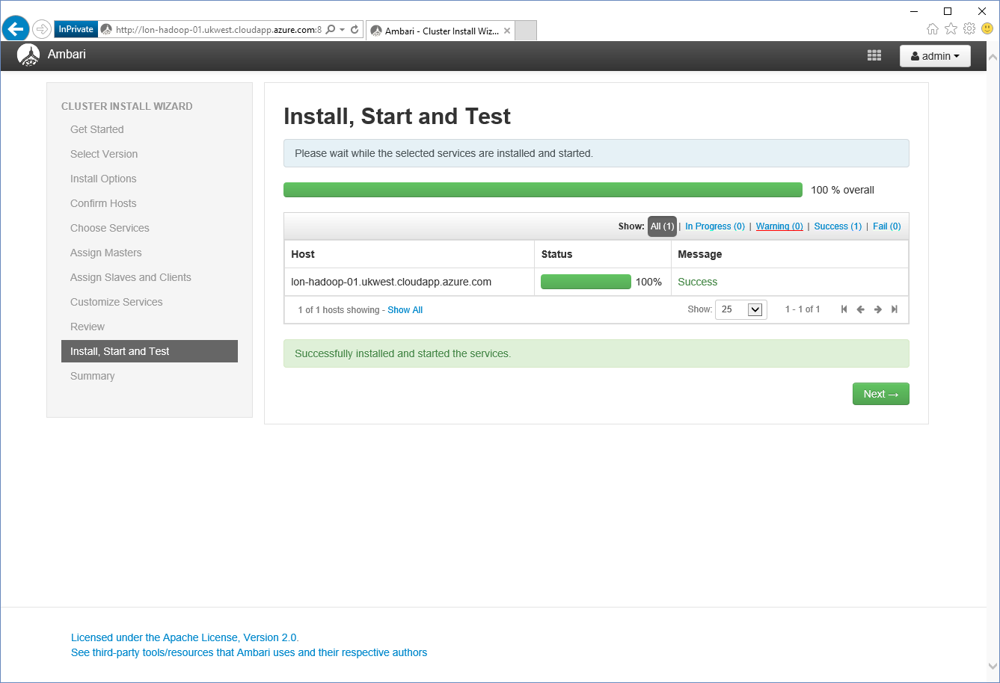 InPrivate http://lon-hadoop-01.ukwest.cloudapp.azure.com:8 Ambari - Cluster Install Wiz...
Ambari admin
CLUSTER INSTALL WIZARD
Get Started
Select Version
Install Options
Confirm Hosts
Choose Services
Assign Masters
Assign Slaves and Clients
Customize Services
Review
Install, Start and Test
Summary
Install, Start and Test
Please wait while the selected services are installed and started.
100 % overall
Show: All (1) | In Progress (0) | Warning (0) | Success (1) | Fail (0)
Host Status Message
lon-hadoop-01.ukwest.cloudapp.azure.com 100% Success
1 of 1 hosts showing - Show All Show: 25 1 - 1 of 1
Successfully installed and started the services.
Next →
Licensed under the Apache License, Version 2.0.
See third-party tools/resources that Ambari uses and their respective authors